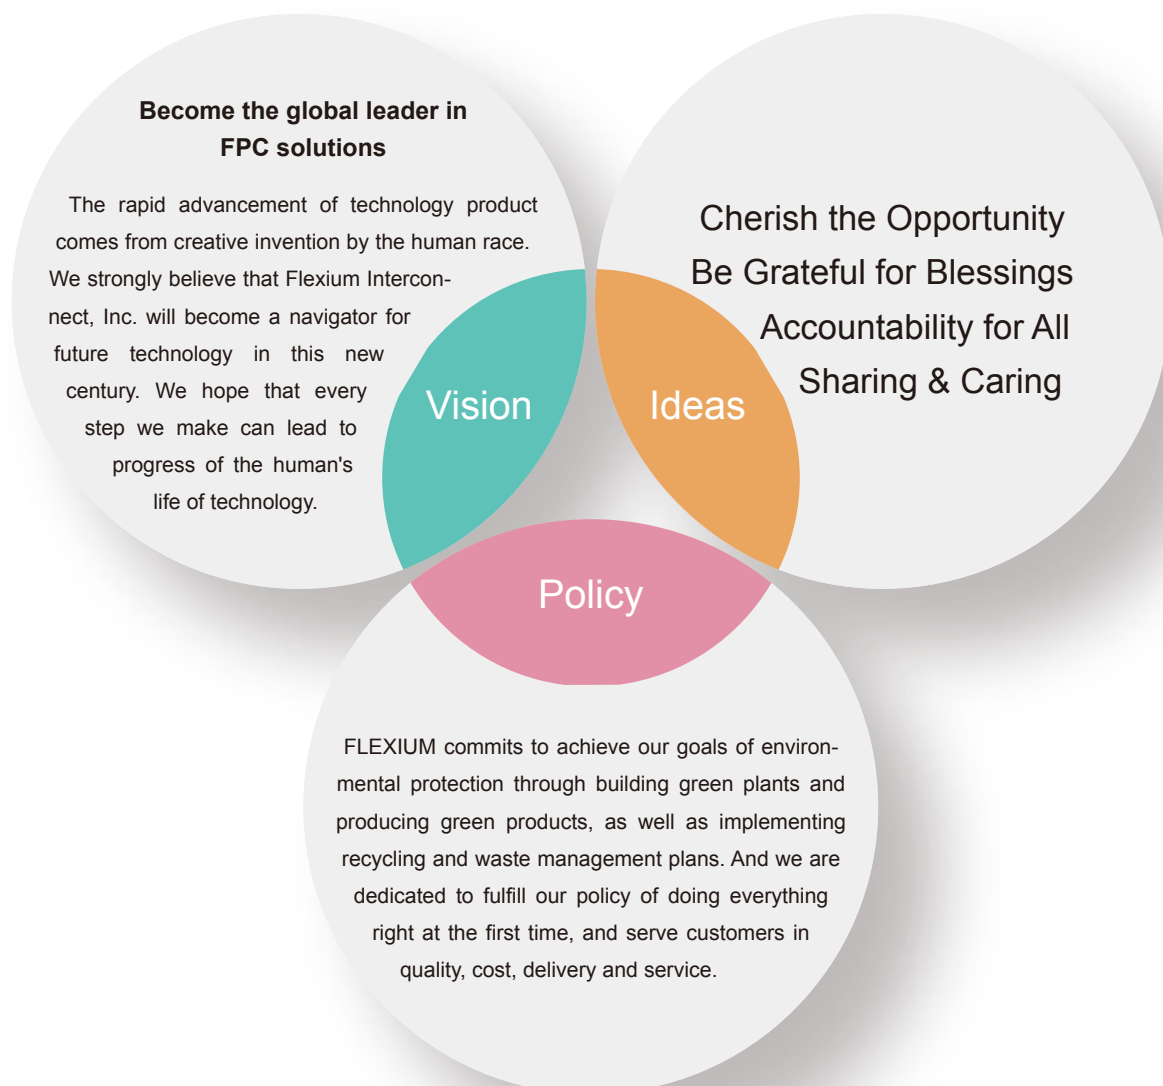 Become the global leader in
FPC solutions
The rapid advancement of technology product
comes from creative invention by the human race.
We strongly believe that Flexium Intercon-
nect, Inc. will become a navigator for
future technology in this new
century. We hope that every
step we make can lead to
progress of the human's
life of technology.
Vision
Cherish the Opportunity
Be Grateful for Blessings
Accountability for All
Sharing & Caring
Ideas
Policy
FLEXIUM commits to achieve our goals of environ-
mental protection through building green plants and
producing green products, as well as implementing
recycling and waste management plans. And we are
dedicated to fulfill our policy of doing everything
right at the first time, and serve customers in
quality, cost, delivery and service.